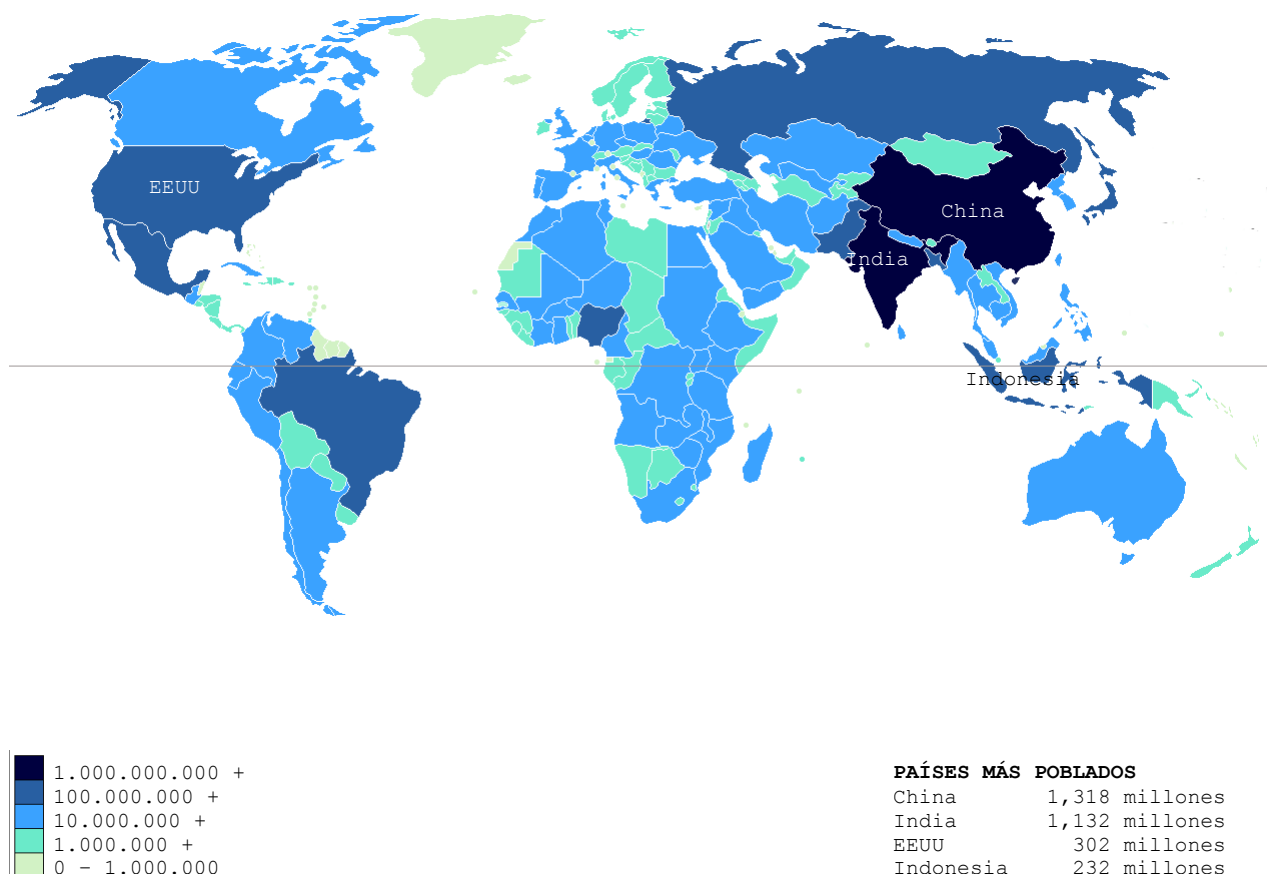 EEUU
China
India
Indonesia
1.000.000.000 +
100.000.000 +
10.000.000 +
1.000.000 +
0 – 1.000.000
PAÍSES MÁS POBLADOS
China 1,318 millones
India 1,132 millones
EEUU 302 millones
Indonesia 232 millones